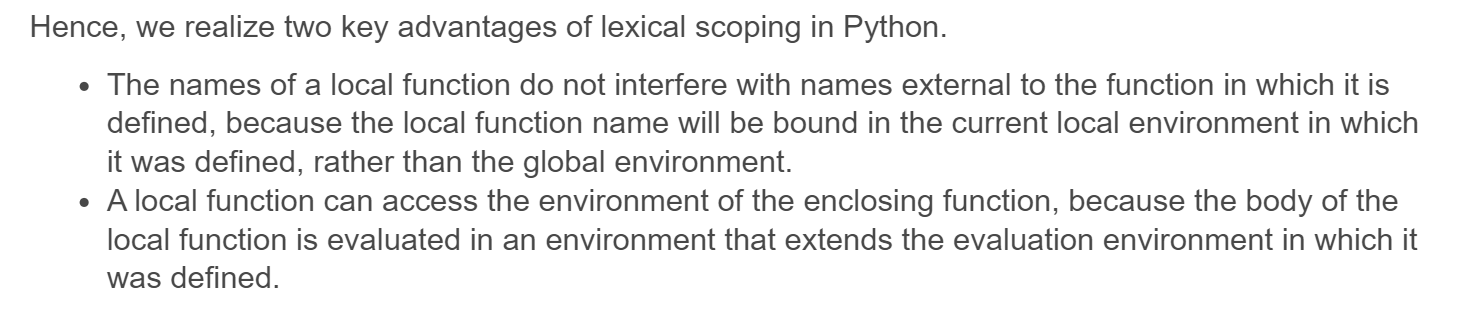 Hence, we realize two key advantages of lexical scoping in Python.
• The names of a local function do not interfere with names external to the function in which it is
defined, because the local function name will be bound in the current local environment in which
it was defined, rather than the global environment.
• A local function can access the environment of the enclosing function, because the body of the
local function is evaluated in an environment that extends the evaluation environment in which it
was defined.